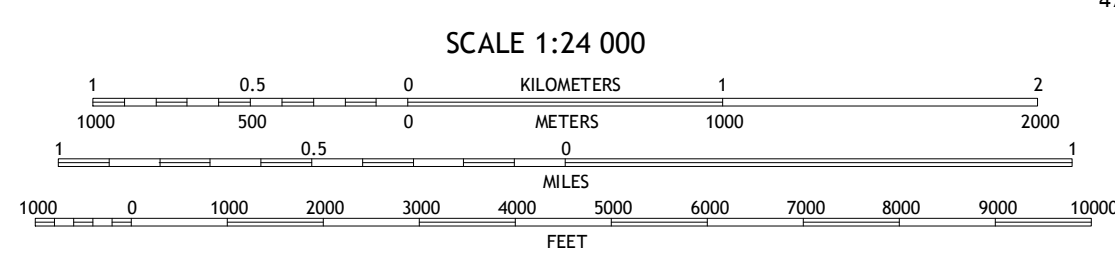 SCALE 1:24 000
1 0.5 0 KILOMETERS 1 2
1000 500 0 METERS 1000 2000
1 0.5 0 1
MILES
1000 0 1000 2000 3000 4000 5000 6000 7000 8000 9000 10000
FEET